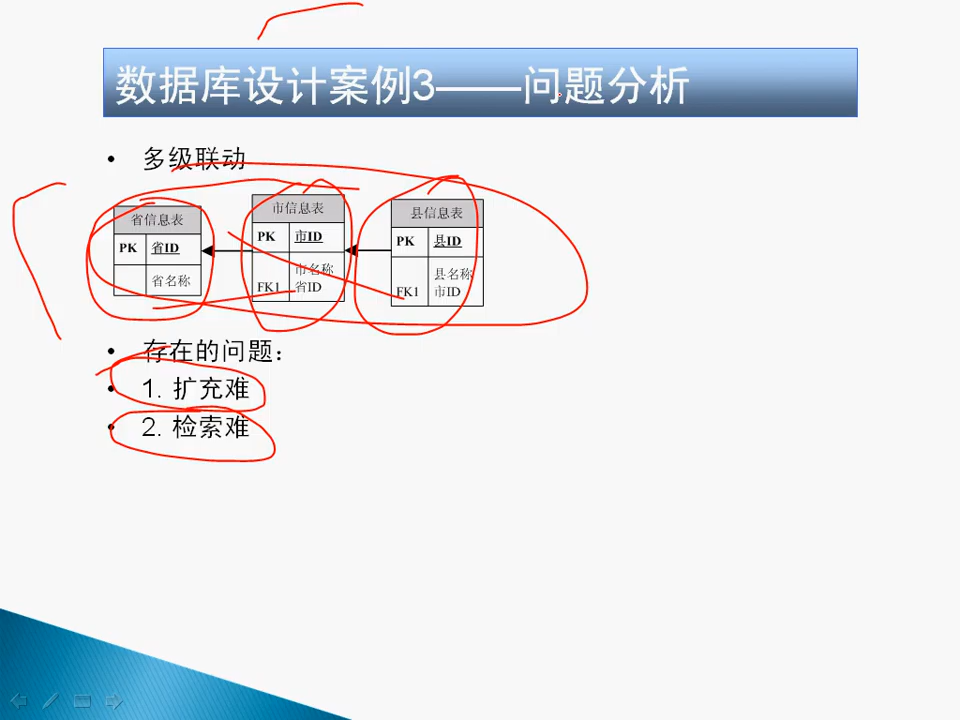 数据库设计案例3——问题分析
• 多级联动
省信息表
PK 省ID
省名称
市信息表
PK 市ID
市名称
FK1 省ID
县信息表
PK 县ID
县名称
FK1 市ID
• 存在的问题：
• 1. 扩充难
• 2. 检索难